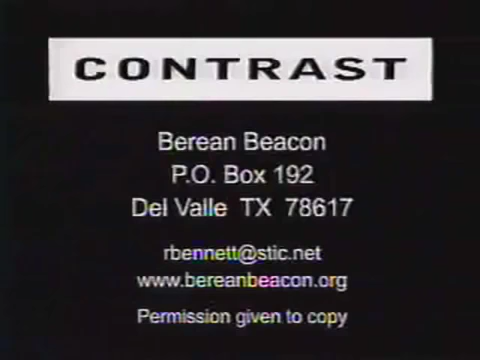 CONTRAST
Berean Beacon
P.O. Box 192
Del Valle TX 78617
rbennett@stic.net
www.bereanbeacon.org
Permission given to copy